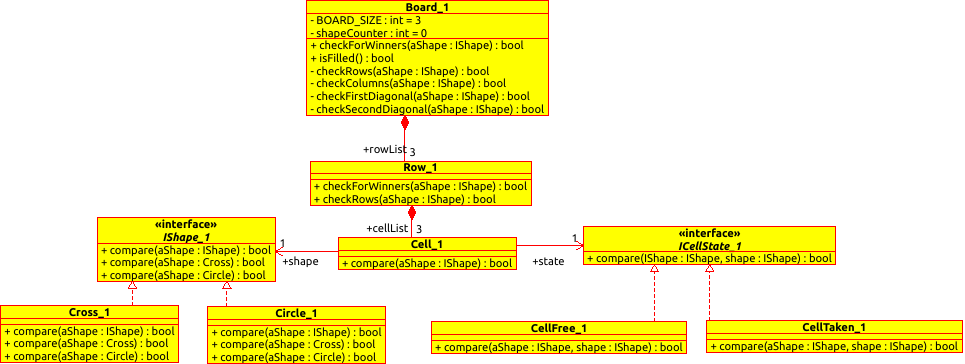 Board_1
- BOARD_SIZE : int = 3
- shapeCounter : int = 0
+ checkForWinners(aShape : IShape) : bool
+ isFilled() : bool
- checkRows(aShape : IShape) : bool
- checkColumns(aShape : IShape) : bool
- checkFirstDiagonal(aShape : IShape) : bool
- checkSecondDiagonal(aShape : IShape) : bool
+rowList 3
Row_1
+ checkForWinners(aShape : IShape) : bool
+ checkRows(aShape : IShape) : bool
+cellList 3
«interface»
IShape_1
+ compare(aShape : IShape) : bool
+ compare(aShape : Cross) : bool
+ compare(aShape : Circle) : bool
1
+shape
Cell_1
+ compare(aShape : IShape) : bool
1
+state
«interface»
ICellState_1
+ compare(IShape : IShape, shape : IShape) : bool
Cross_1
+ compare(aShape : IShape) : bool
+ compare(aShape : Cross) : bool
+ compare(aShape : Circle) : bool
Circle_1
+ compare(aShape : IShape) : bool
+ compare(aShape : Cross) : bool
+ compare(aShape : Circle) : bool
CellFree_1
+ compare(aShape : IShape, shape : IShape) : bool
CellTaken_1
+ compare(aShape : IShape, shape : IShape) : bool